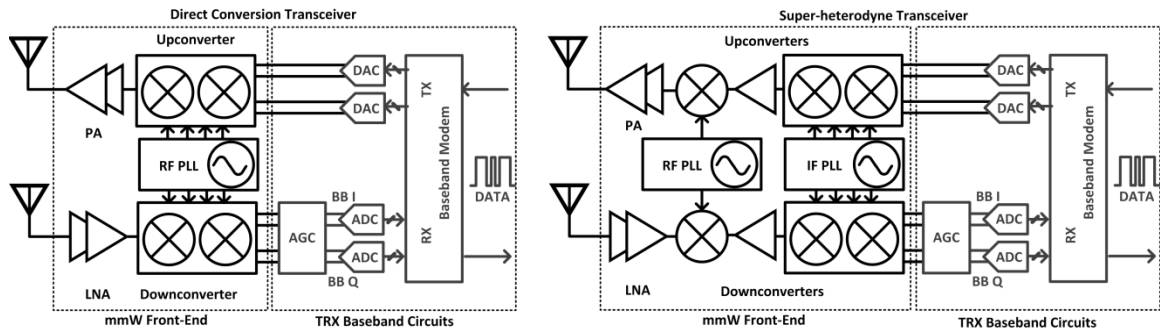 Direct Conversion Transceiver
Upconverter
DAC
DAC
TX
PA
RF PLL
Baseband Modem
DATA
BB I
ADC
AGC
RX
ADC
BB Q
LNA
Downconverter
mmW Front-End
TRX Baseband Circuits
Super-heterodyne Transceiver
Upconverters
DAC
DAC
TX
PA
RF PLL
IF PLL
Baseband Modem
DATA
BB I
ADC
AGC
RX
ADC
BB Q
LNA
Downconverters
mmW Front-End
TRX Baseband Circuits